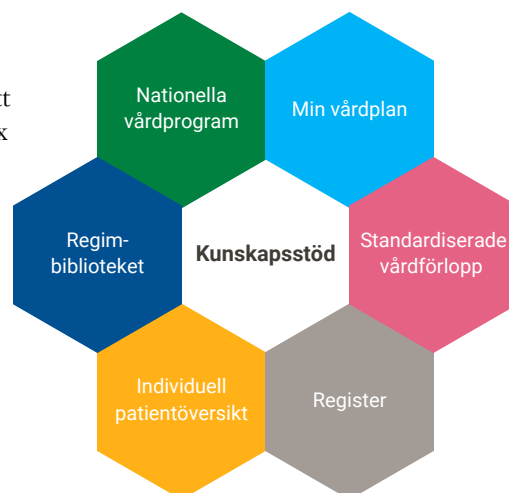 Nationella
vårdprogram
Min vårdplan
Regim-
biblioteket
Kunskapsstöd
Standardiserade
vårdförlopp
Individuell
patientöversikt
Register